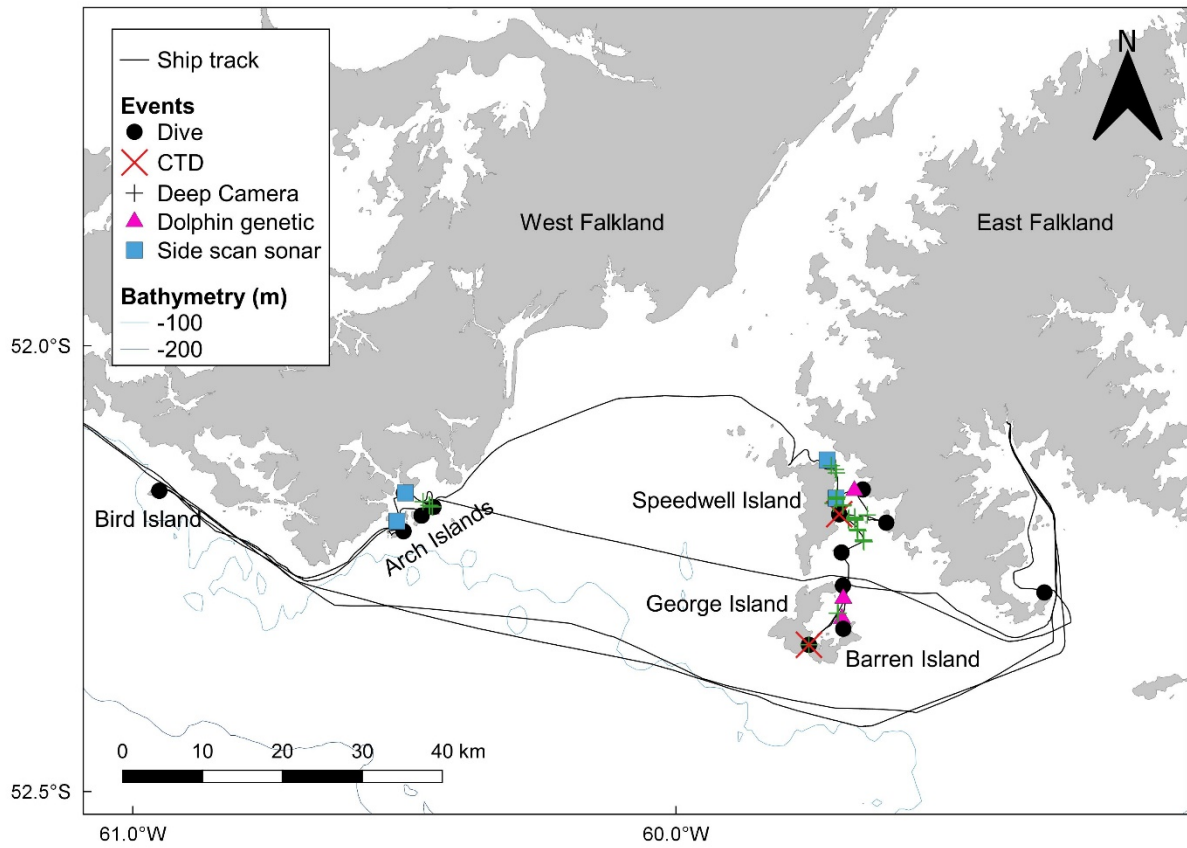 Ship track
Events
Dive
CTD
Deep Camera
Dolphin genetic
Side scan sonar
Bathymetry (m)
-100
-200
N
West Falkland
East Falkland
52.0°S
Speedwell Island
Bird Island
Arch Islands
George Island
Barren Island
0 10 20 30 40 km
52.5°S
61.0°W 60.0°W